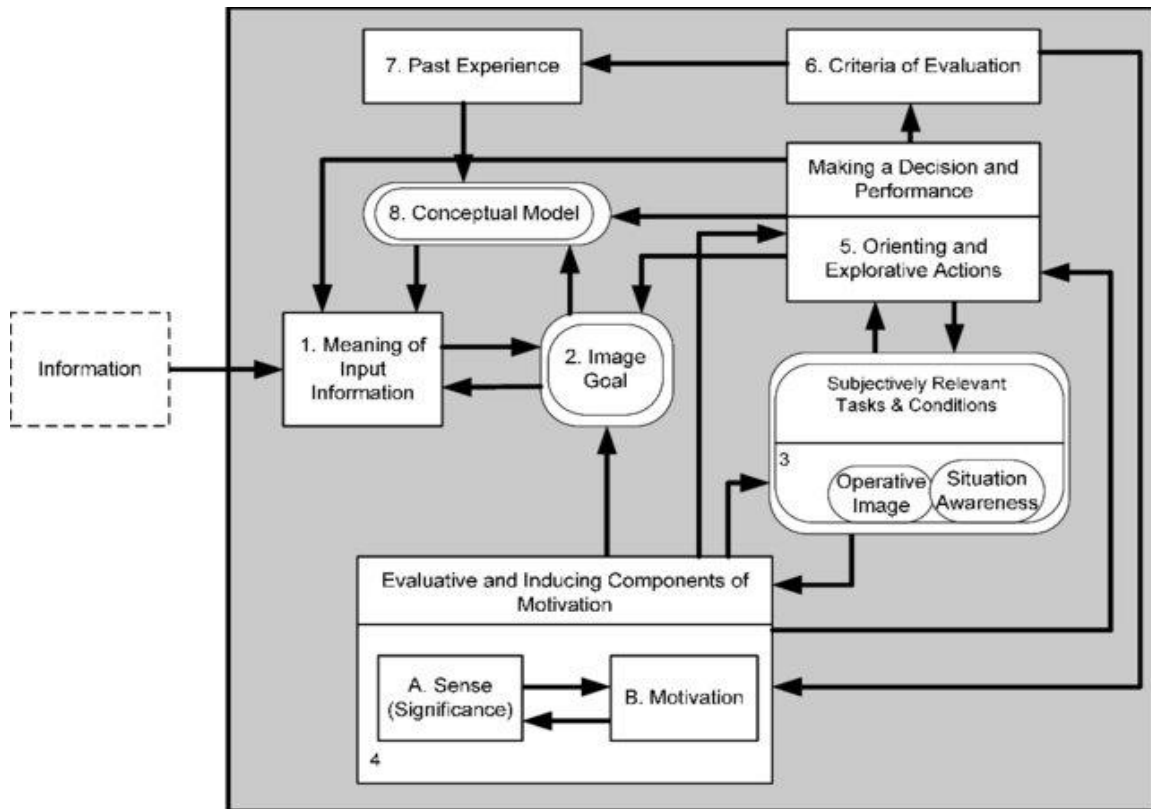 7. Past Experience
6. Criteria of Evaluation
Making a Decision and
Performance
8. Conceptual Model
5. Orienting and
Explorative Actions
Information
1. Meaning of
Input
Information
2. Image
Goal
Subjectively Relevant
Tasks & Conditions
3
Operative
Image
Situation
Awareness
Evaluative and Inducing Components of
Motivation
A. Sense
(Significance)
B. Motivation
4